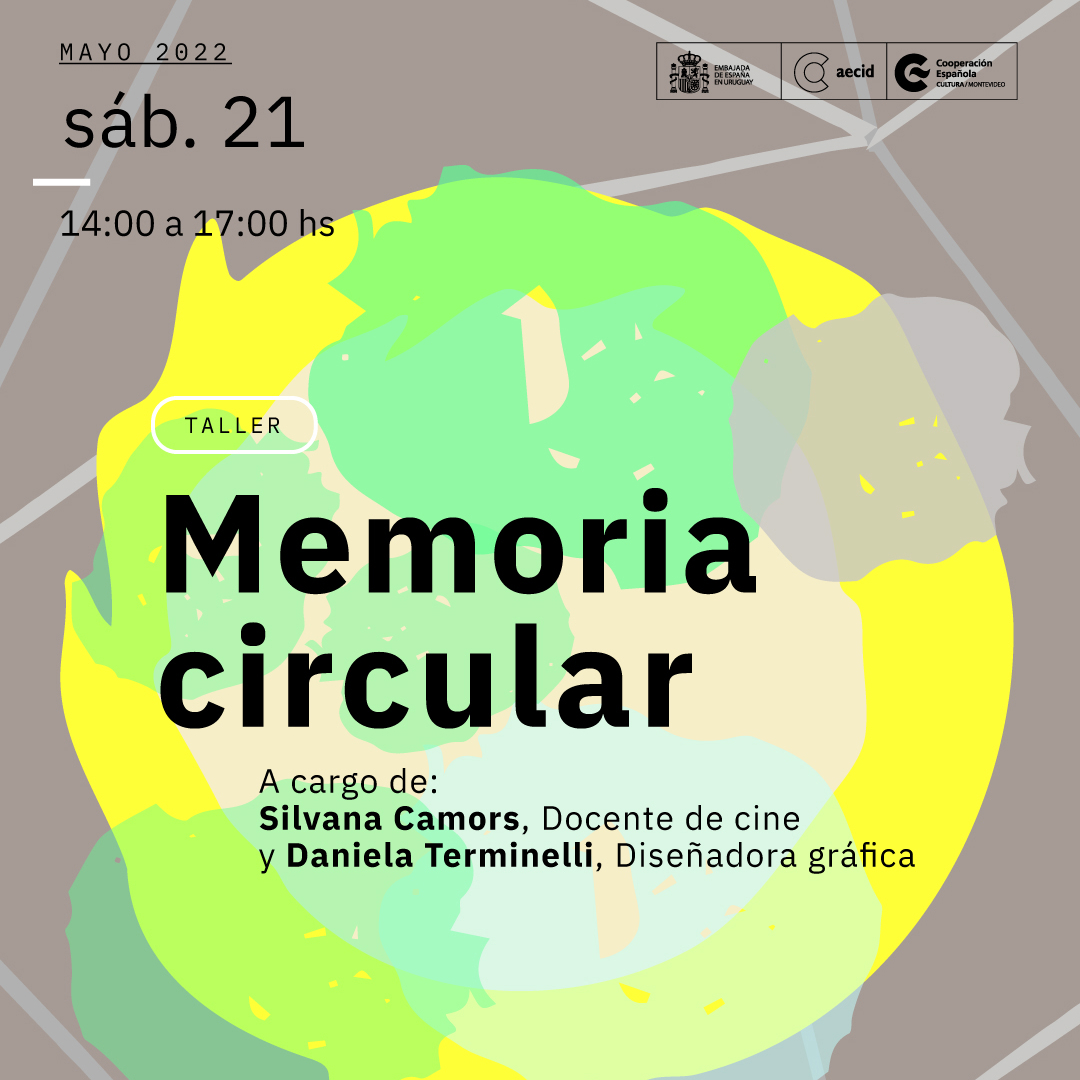 MAYO 2022
sáb. 21
14:00 a 17:00 hs
EMBAJADA
DE ESPAÑA
EN URUGUAY
aecid
Cooperación
Española
CULTURA / MONTEVIDEO
TALLER
Memoria
circular
A cargo de:
Silvana Camors, Docente de cine
y Daniela Terminelli, Diseñadora gráfica